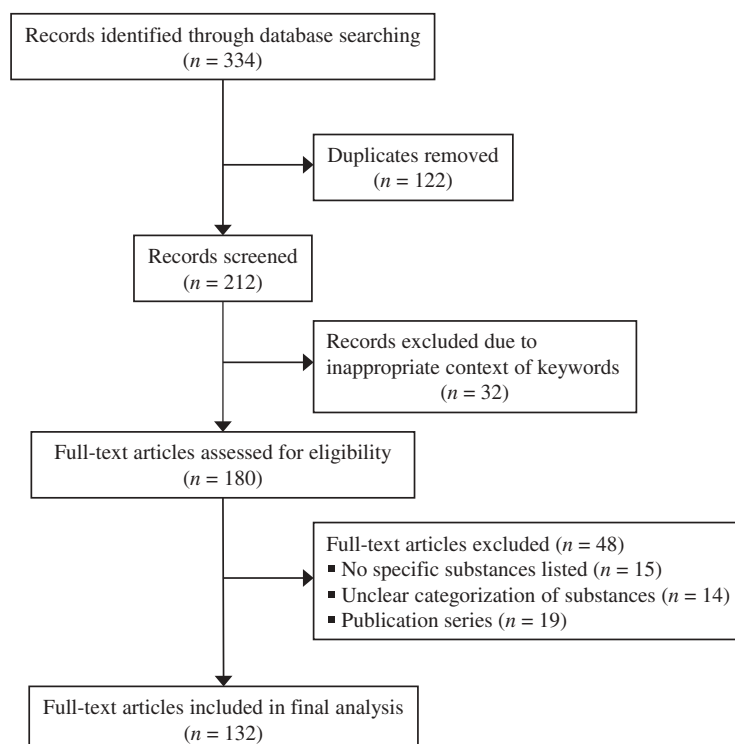 Records identified through database searching
(n = 334)
Duplicates removed
(n = 122)
Records screened
(n = 212)
Records excluded due to
inappropriate context of keywords
(n = 32)
Full-text articles assessed for eligibility
(n = 180)
Full-text articles excluded (n = 48)
▪ No specific substances listed (n = 15)
▪ Unclear categorization of substances (n = 14)
▪ Publication series (n = 19)
Full-text articles included in final analysis
(n = 132)